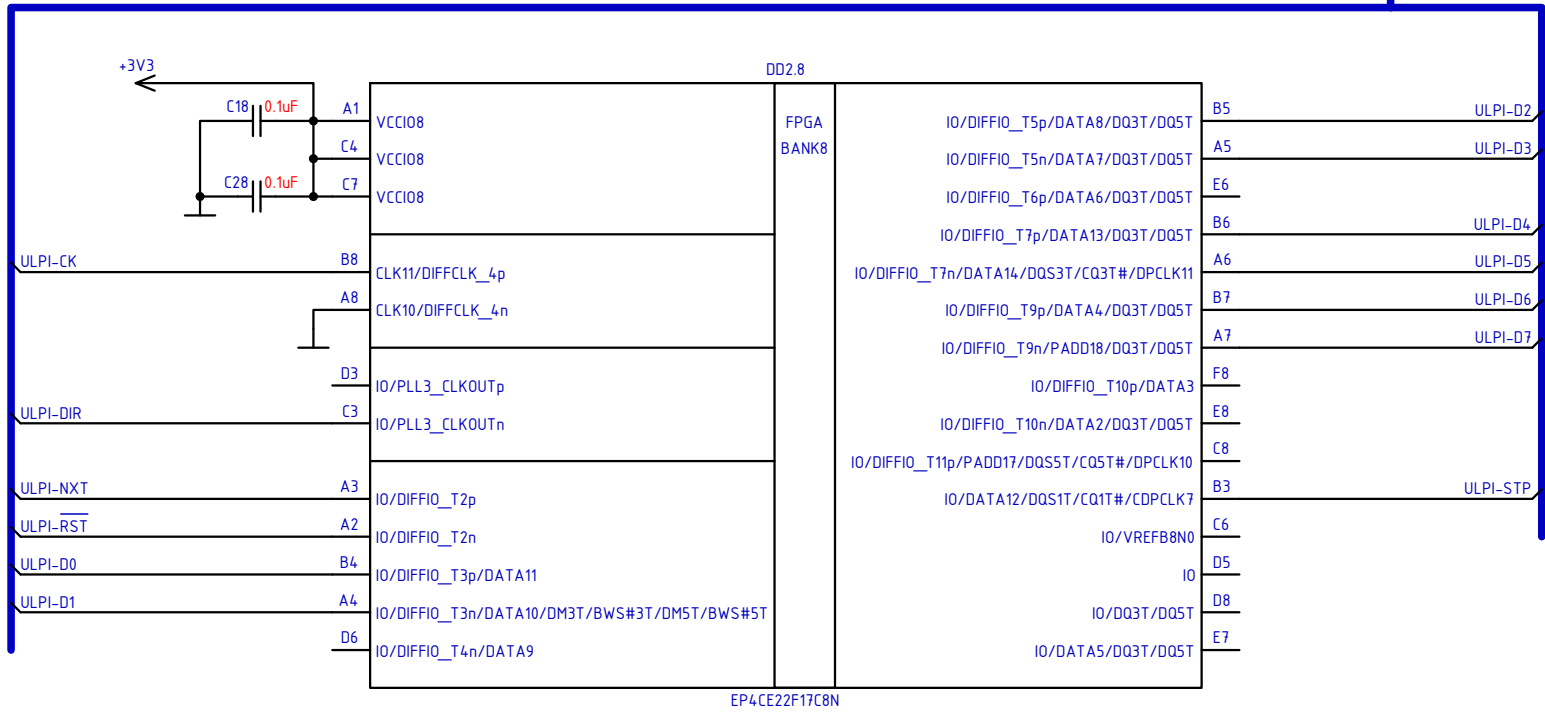 +3V3
DD2.8
C18 0.1uF
C28 0.1uF
A1 VCCIO8
C4 VCCIO8
C7 VCCIO8
ULPI-CK B8 CLK11/DIFFCLK_4p
A8 CLK10/DIFFCLK_4n
D3 IO/PLL3_CLKOUTp
ULPI-DIR C3 IO/PLL3_CLKOUTn
ULPI-NXT A3 IO/DIFFIO_T2p
ULPI-RST A2 IO/DIFFIO_T2n
ULPI-D0 B4 IO/DIFFIO_T3p/DATA11
ULPI-D1 A4 IO/DIFFIO_T3n/DATA10/DM3T/BWS#3T/DM5T/BWS#5T
D6 IO/DIFFIO_T4n/DATA9
FPGA
BANK8
IO/DIFFIO_T5p/DATA8/DQ3T/DQ5T B5 ULPI-D2
IO/DIFFIO_T5n/DATA7/DQ3T/DQ5T A5 ULPI-D3
IO/DIFFIO_T6p/DATA6/DQ3T/DQ5T E6
IO/DIFFIO_T7p/DATA13/DQ3T/DQ5T B6 ULPI-D4
IO/DIFFIO_T7n/DATA14/DQS3T/CQ3T#/DPCLK11 A6 ULPI-D5
IO/DIFFIO_T9p/DATA4/DQ3T/DQ5T B7 ULPI-D6
IO/DIFFIO_T9n/PADD18/DQ3T/DQ5T A7 ULPI-D7
IO/DIFFIO_T10p/DATA3 F8
IO/DIFFIO_T10n/DATA2/DQ3T/DQ5T E8
IO/DIFFIO_T11p/PADD17/DQS5T/CQ5T#/DPCLK10 C8
IO/DATA12/DQS1T/CQ1T#/CDPCLK7 B3 ULPI-STP
IO/VREFB8N0 C6
IO D5
IO/DQ3T/DQ5T D8
IO/DATA5/DQ3T/DQ5T E7
EP4CE22F17C8N